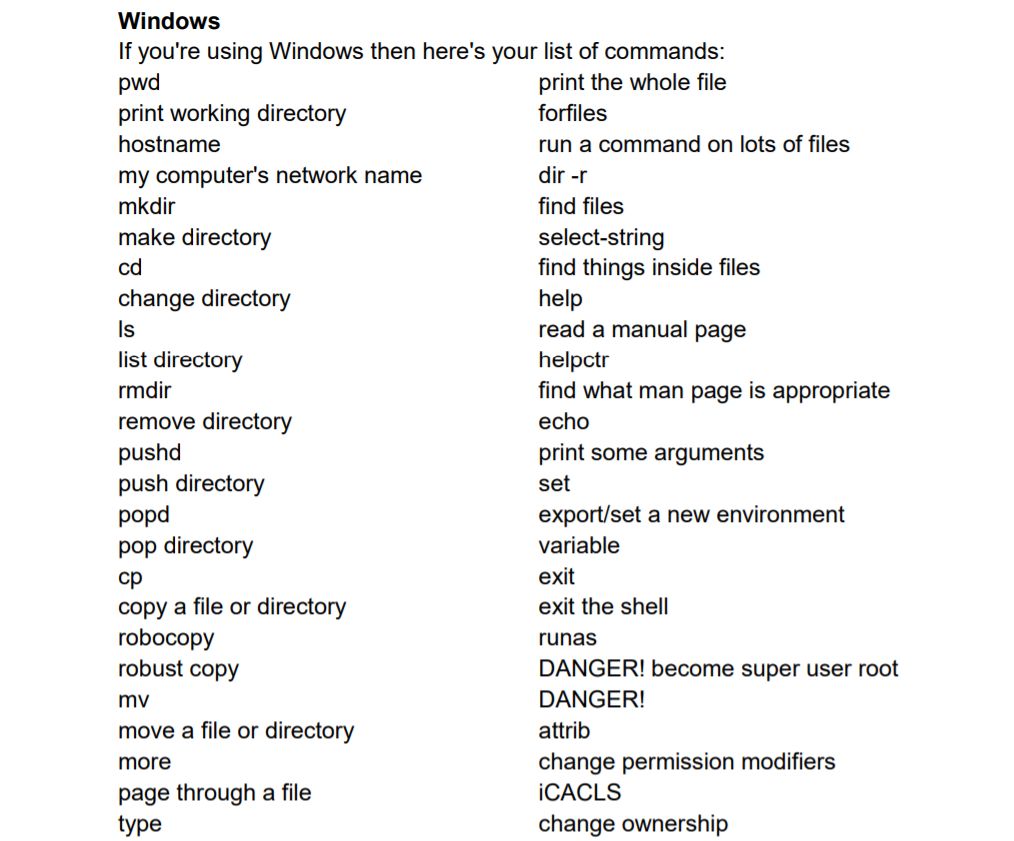 Windows
If you're using Windows then here's your list of commands:
pwd
print working directory
hostname
my computer's network name
mkdir
make directory
cd
change directory
ls
list directory
rmdir
remove directory
pushd
push directory
popd
pop directory
cp
copy a file or directory
robocopy
robust copy
mv
move a file or directory
more
page through a file
type
print the whole file
forfiles
run a command on lots of files
dir -r
find files
select-string
find things inside files
help
read a manual page
helpctr
find what man page is appropriate
echo
print some arguments
set
export/set a new environment
variable
exit
exit the shell
runas
DANGER! become super user root
DANGER!
attrib
change permission modifiers
iCACLS
change ownership